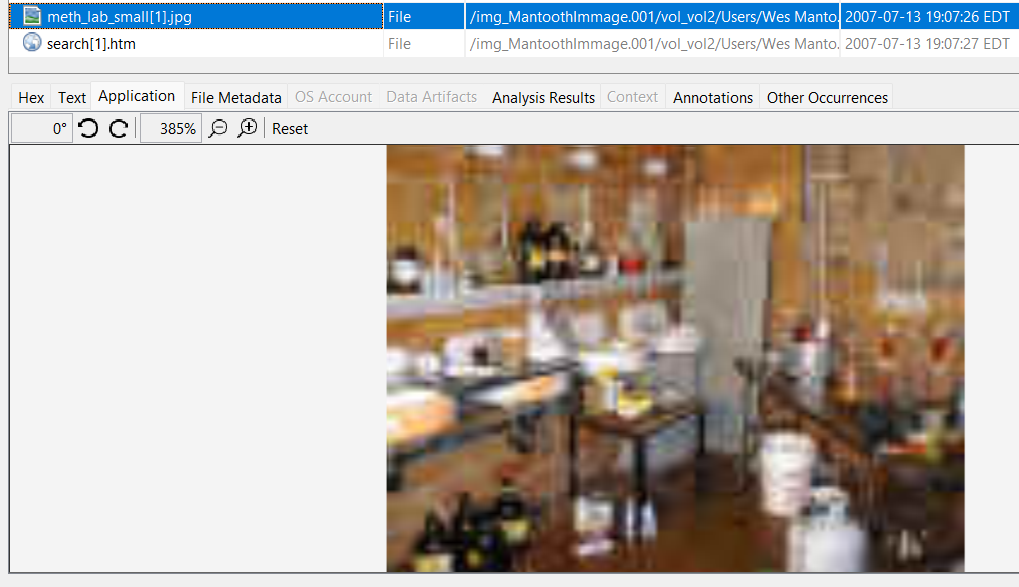 meth_lab_small[1].jpg File /img_MantoothImmage.001/vol_vol2/Users/Wes Manto. 2007-07-13 19:07:26 EDT
search[1].htm File /img_MantoothImmage.001/vol_vol2/Users/Wes Manto. 2007-07-13 19:07:27 EDT
Hex Text Application File Metadata OS Account Data Artifacts Analysis Results Context Annotations Other Occurrences
0° 385% Reset